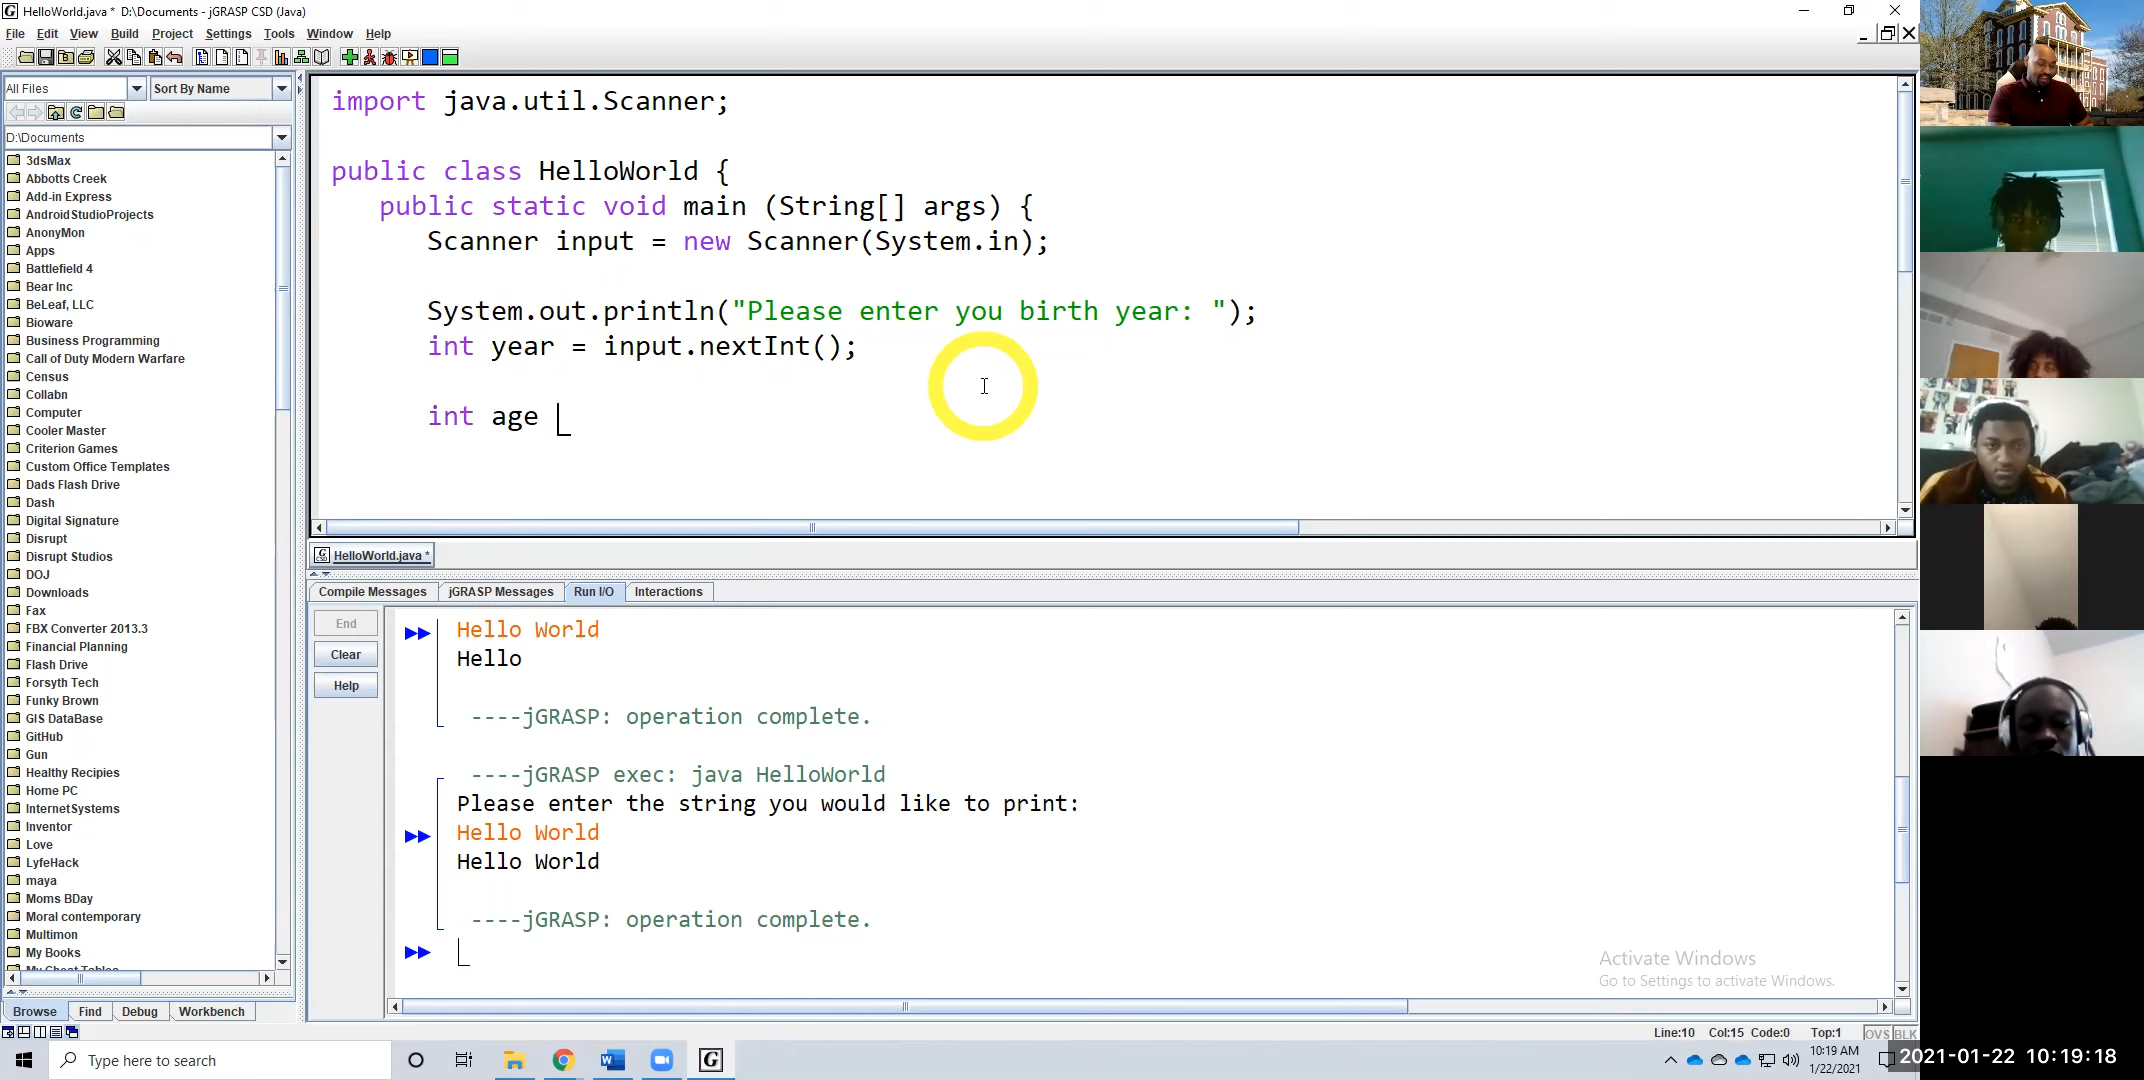 HelloWorld.java * D:\Documents - jGRASP CSD (Java)
File Edit View Build Project Settings Tools Window Help
All Files
Sort By Name
D:\Documents
3dsMax
Abbotts Creek
Add-in Express
AndroidStudioProjects
AnonyMon
Apps
Battlefield 4
Bear Inc
BeLeaf, LLC
Bioware
Business Programming
Call of Duty Modern Warfare
Census
Collabn
Computer
Cooler Master
Criterion Games
Custom Office Templates
Dads Flash Drive
Dash
Digital Signature
Disrupt
Disrupt Studios
DOJ
Downloads
Fax
FBX Converter 2013.3
Financial Planning
Flash Drive
Forsyth Tech
Funky Brown
GIS DataBase
GitHub
Gun
Healthy Recipies
Home PC
InternetSystems
Inventor
Love
LyfeHack
maya
Moms BDay
Moral contemporary
Multimon
My Books
Browse Find Debug Workbench
import java.util.Scanner;
public class HelloWorld {
public static void main (String[] args) {
Scanner input = new Scanner(System.in);
System.out.println("Please enter you birth year: ");
int year = input.nextInt();
int age
HelloWorld.java *
Compile Messages jGRASP Messages Run I/O Interactions
End
Clear
Help
Hello World
Hello
----jGRASP: operation complete.
----jGRASP exec: java HelloWorld
Please enter the string you would like to print:
Hello World
Hello World
----jGRASP: operation complete.
Activate Windows
Go to Settings to activate Windows.
Line:10 Col:15 Code:0 Top:1 OVS BLK
Type here to search
10:19 AM
1/22/2021
2021-01-22 10:19:18